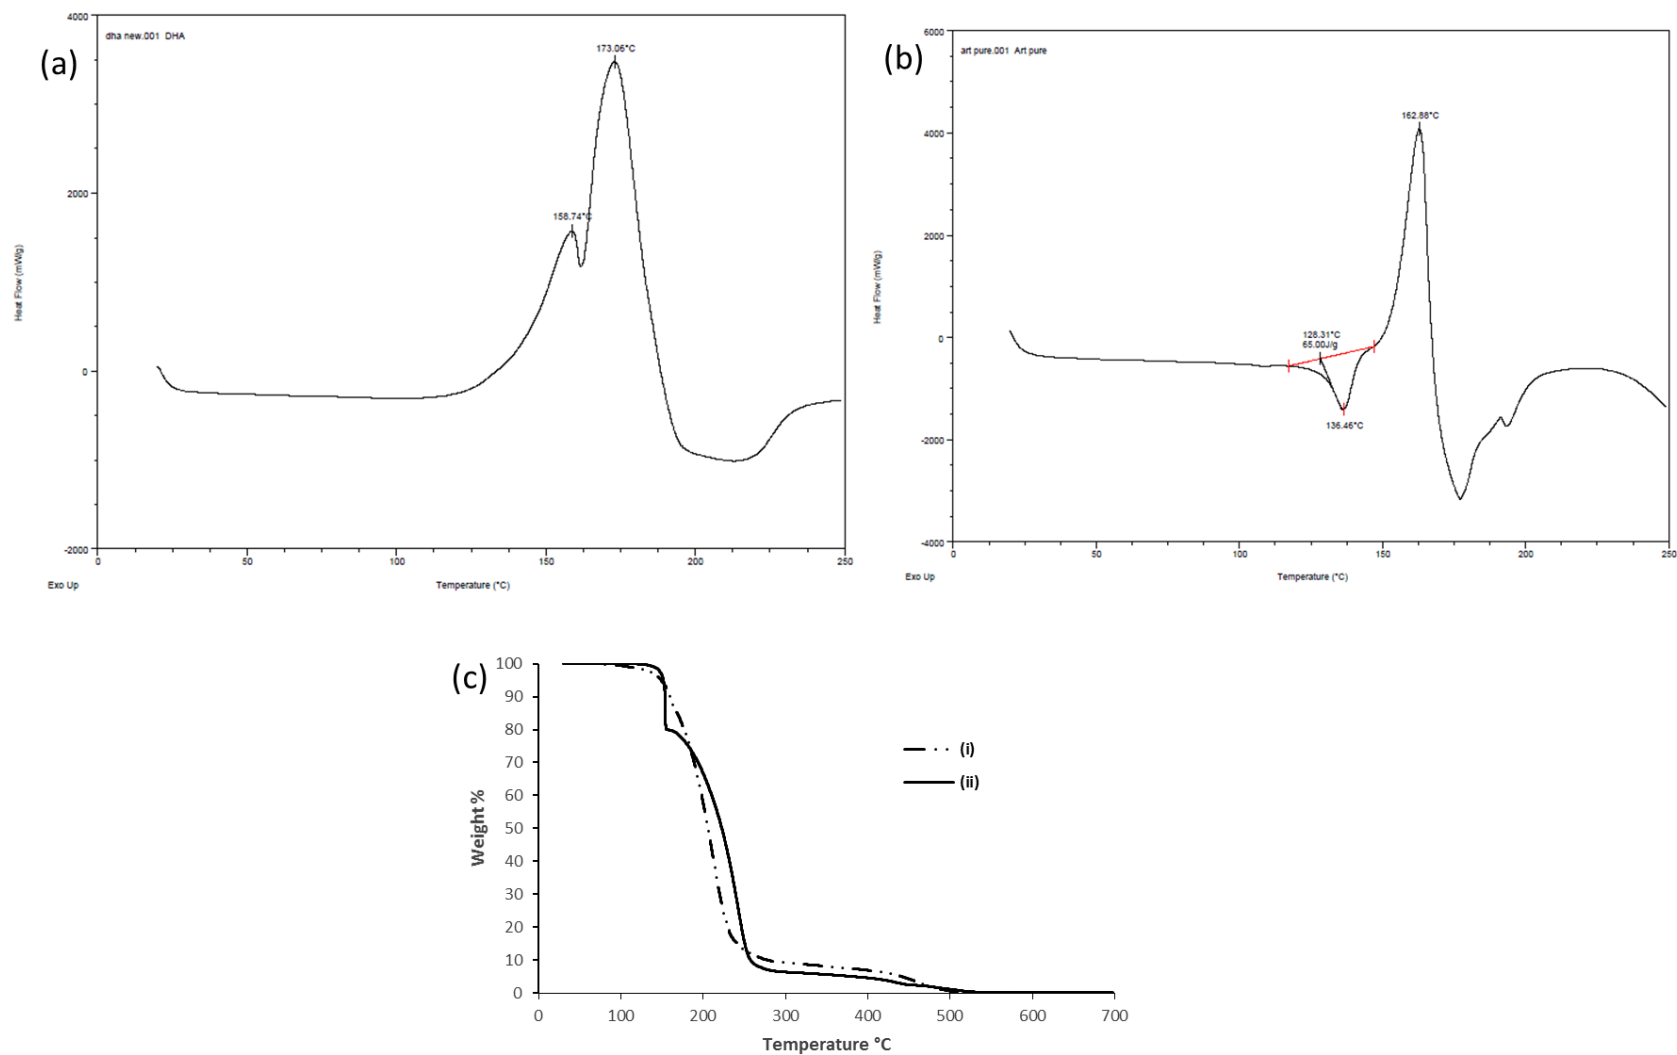 (a)
dha new.001 DHA
4000
2000
0
-2000
Heat Flow (mW/g)
158.74°C
173.06°C
0
50
100
150
200
250
Exo Up
Temperature (°C)
(b)
art pure.001 Art pure
6000
4000
2000
0
-2000
-4000
Heat Flow (mW/g)
128.31°C
65.00J/g
136.46°C
162.88°C
0
50
100
150
200
250
Exo Up
Temperature (°C)
(c)
100
90
80
70
60
50
40
30
20
10
0
Weight %
(i)
(ii)
0
100
200
300
400
500
600
700
Temperature °C